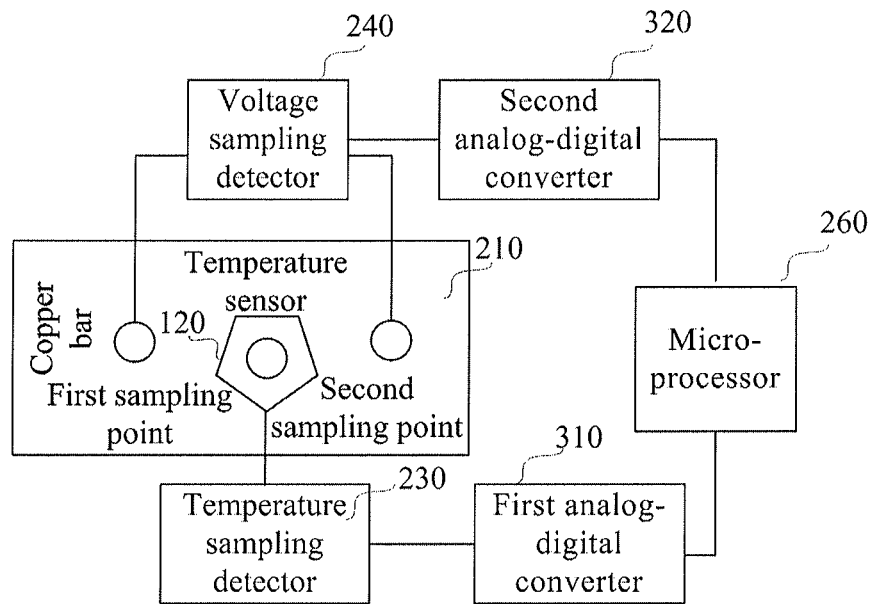 240
320
Voltage
sampling
detector
Second
analog-digital
converter
260
210
Temperature
sensor
Copper
bar
120
Micro-
processor
First sampling
point
Second
sampling point
310
230
Temperature
sampling
detector
First analog-
digital
converter